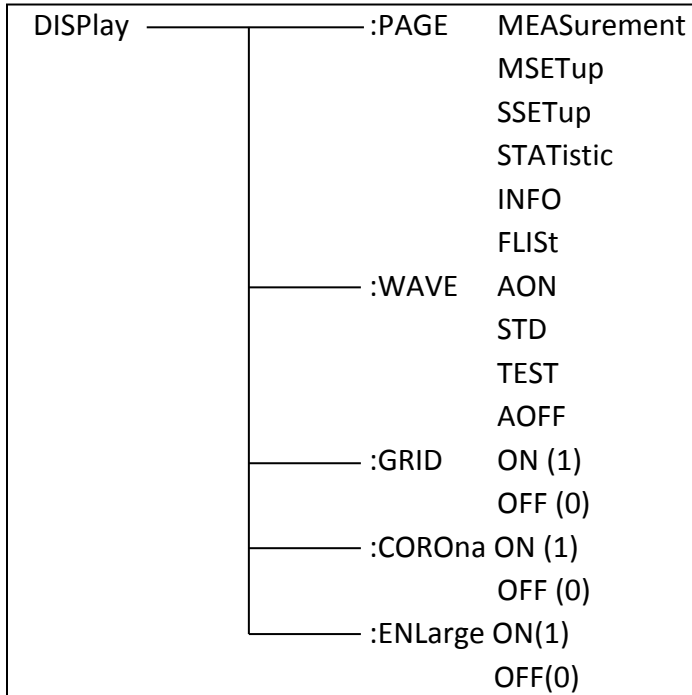 DISPlay :PAGE MEASurement
MSETup
SSETup
STATistic
INFO
FLISt
:WAVE AON
STD
TEST
AOFF
:GRID ON (1)
OFF (0)
:COROna ON (1)
OFF (0)
:ENLarge ON(1)
OFF(0)